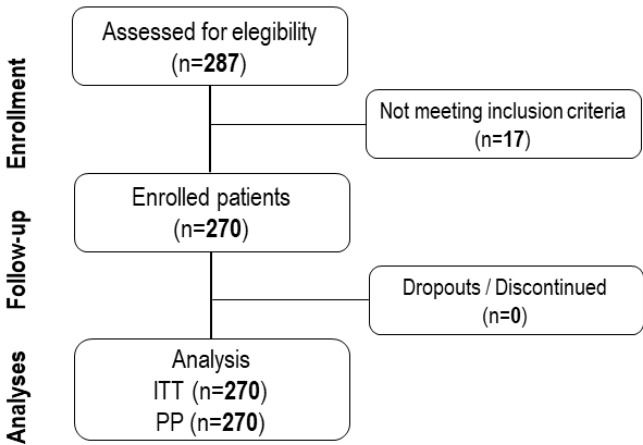 Enrollment
Assessed for elegibility
(n=287)
Not meeting inclusion criteria
(n=17)
Follow-up
Enrolled patients
(n=270)
Dropouts / Discontinued
(n=0)
Analyses
Analysis
ITT (n=270)
PP (n=270)